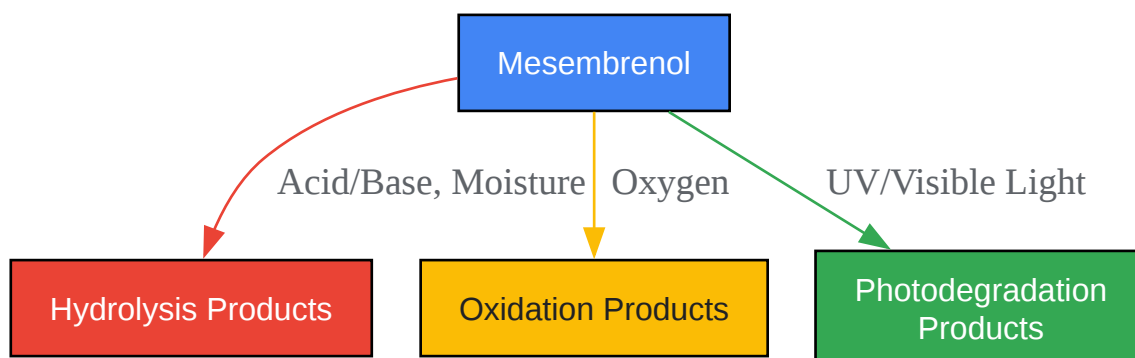 Mesembrenol
Acid/Base, Moisture
Oxygen
UV/Visible Light
Hydrolysis Products
Oxidation Products
Photodegradation
Products